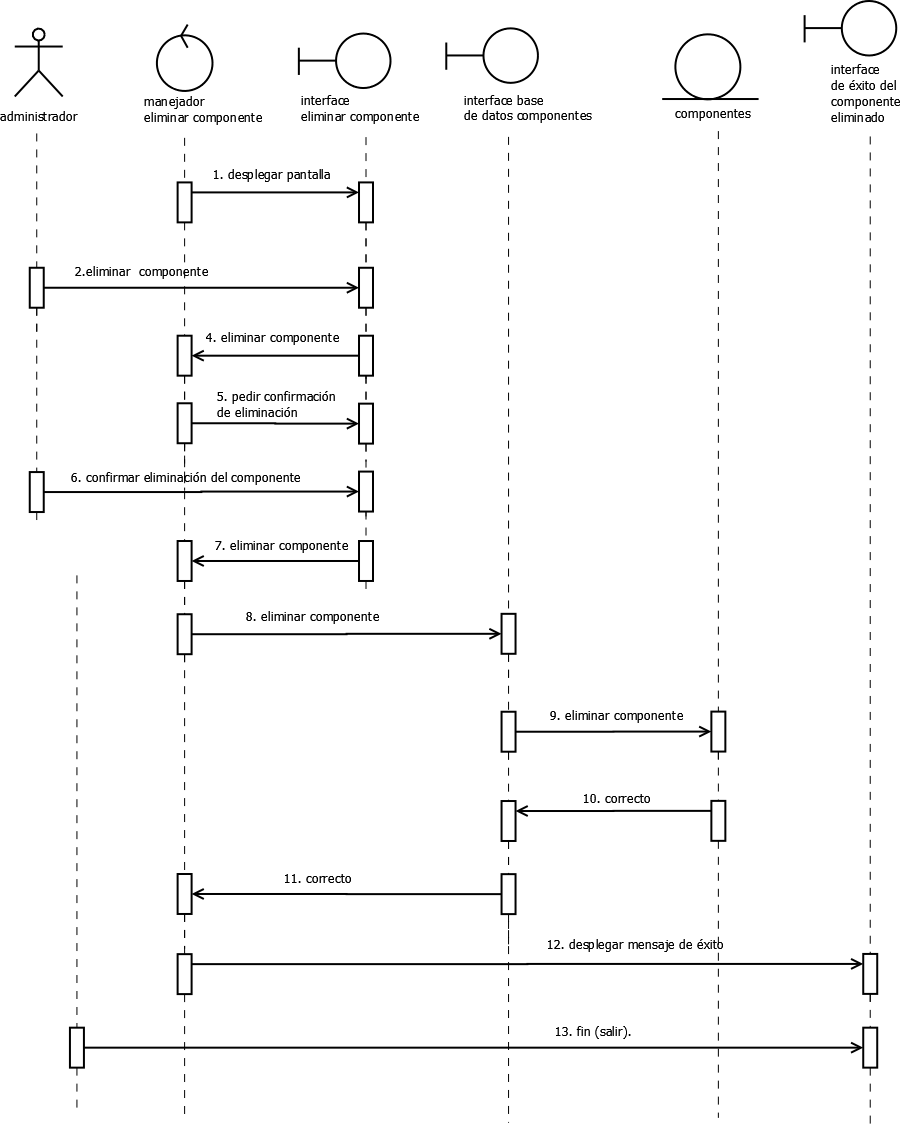 administrador
manejador
eliminar componente
interface
eliminar componente
interface base
de datos componentes
componentes
interface
de éxito del
componente
eliminado
1. desplegar pantalla
2.eliminar componente
4. eliminar componente
5. pedir confirmación
de eliminación
6. confirmar eliminación del componente
7. eliminar componente
8. eliminar componente
9. eliminar componente
10. correcto
11. correcto
12. desplegar mensaje de éxito
13. fin (salir).